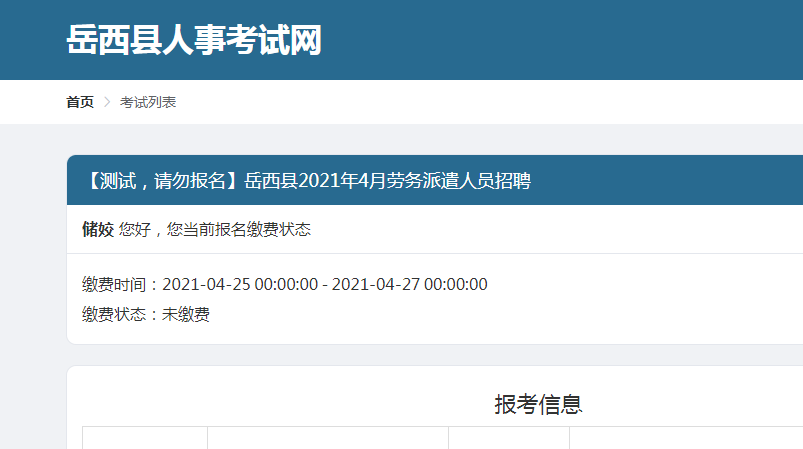 岳西县人事考试网
首页 > 考试列表
【测试，请勿报名】岳西县2021年4月劳务派遣人员招聘
储姣 您好，您当前报名缴费状态
缴费时间：2021-04-25 00:00:00 - 2021-04-27 00:00:00
缴费状态：未缴费
报考信息